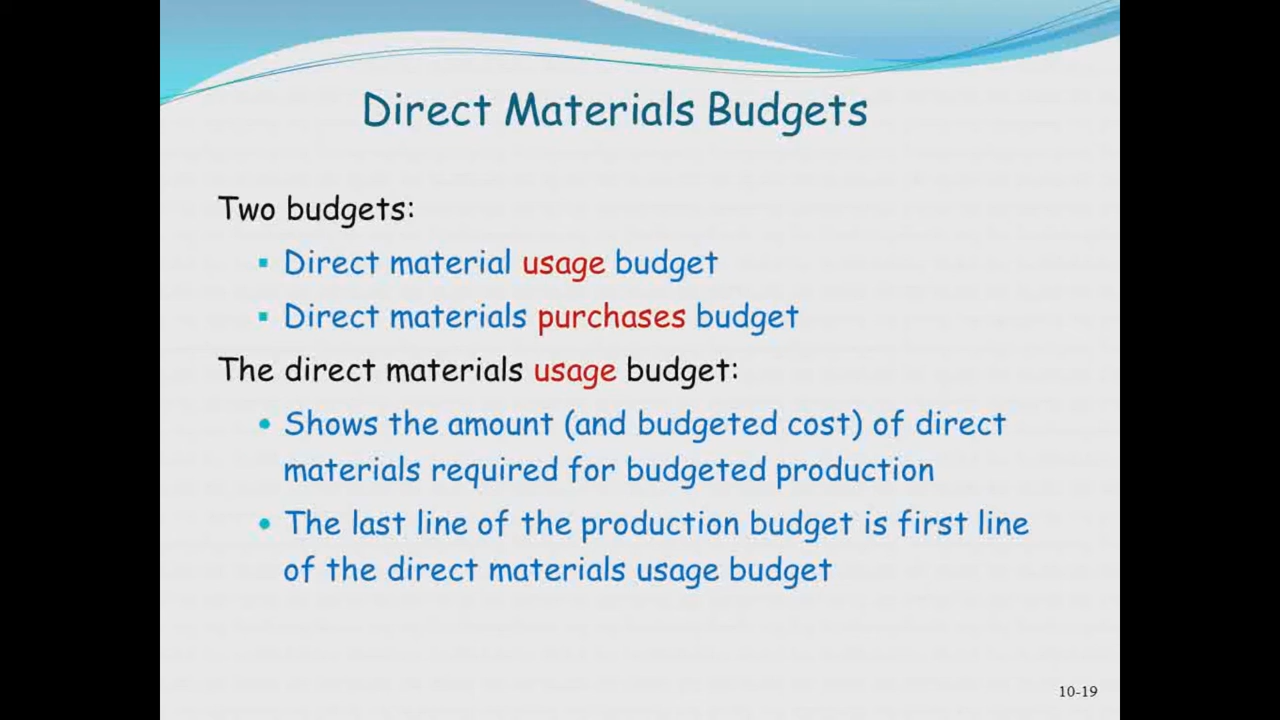 Direct Materials Budgets
Two budgets:
▪ Direct material usage budget
▪ Direct materials purchases budget
The direct materials usage budget:
• Shows the amount (and budgeted cost) of direct
materials required for budgeted production
• The last line of the production budget is first line
of the direct materials usage budget
10-19